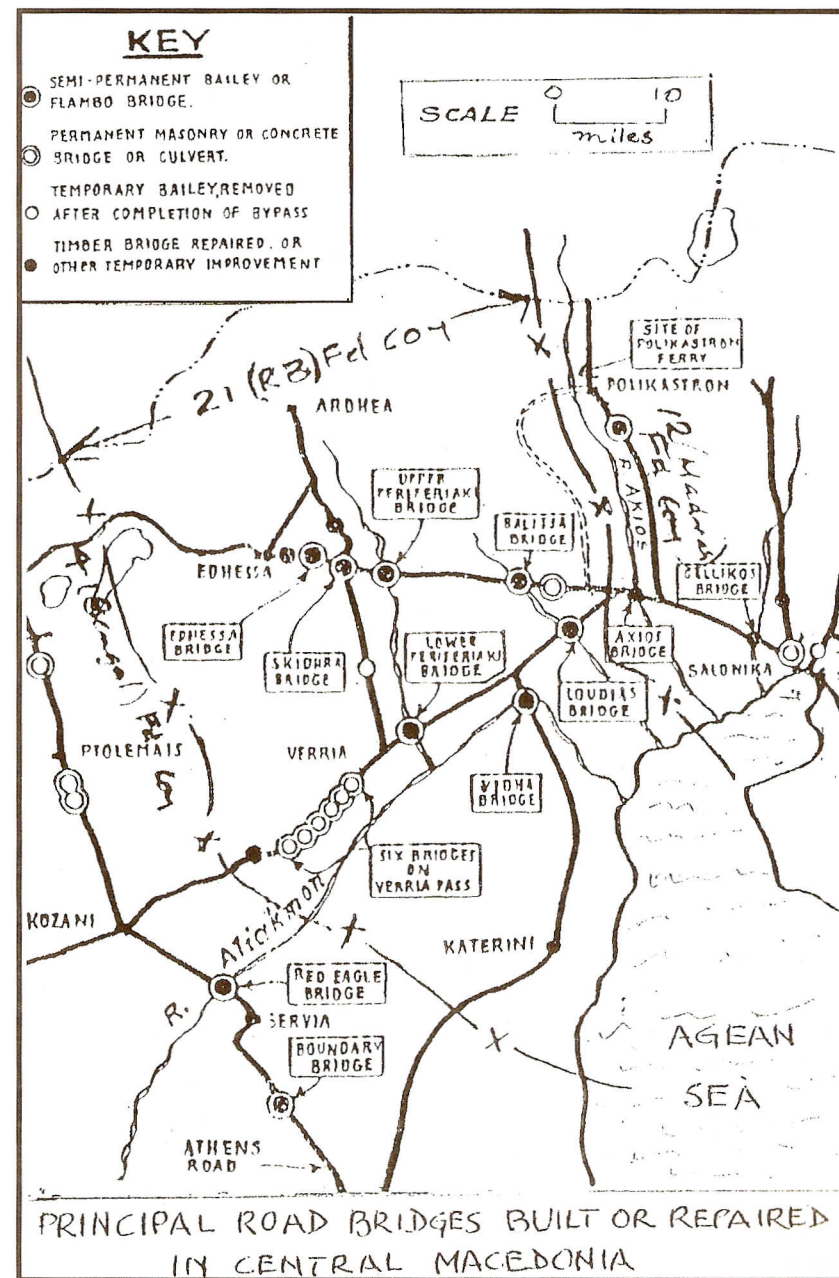 KEY
SEMI-PERMANENT BAILEY OR
FLAMBO BRIDGE.
PERMANENT MASONRY OR CONCRETE
BRIDGE OR CULVERT.
TEMPORARY BAILEY, REMOVED
AFTER COMPLETION OF BYPASS
TIMBER BRIDGE REPAIRED. OR
OTHER TEMPORARY IMPROVEMENT
SCALE
0 10
miles
21 (RB) Fd Coy
ARDHEA
SITE OF
POLIKASTRON
FERRY
POLIKASTRON
12 (Madras)
Fd Coy
R AXIOS
UPPER
PERIFERIAKI
BRIDGE
BALITSA
BRIDGE
GALLIKOS
BRIDGE
EDHESSA
EDHESSA
BRIDGE
SKIDHRA
BRIDGE
LOWER
PERIFERIAKI
BRIDGE
AXIOS
BRIDGE
SALONIKA
LOUDIAS
BRIDGE
4 (Bengal) Fd Coy
PTOLEMAIS
VERRIA
BRIDGE
SIX BRIDGES
ON
VERRIA PASS
KOZANI
R. Aliakmon
KATERINI
RED EAGLE
BRIDGE
SERVIA
BOUNDARY
BRIDGE
AGEAN
SEA
ATHENS
ROAD
PRINCIPAL ROAD BRIDGES BUILT OR REPAIRED
IN CENTRAL MACEDONIA